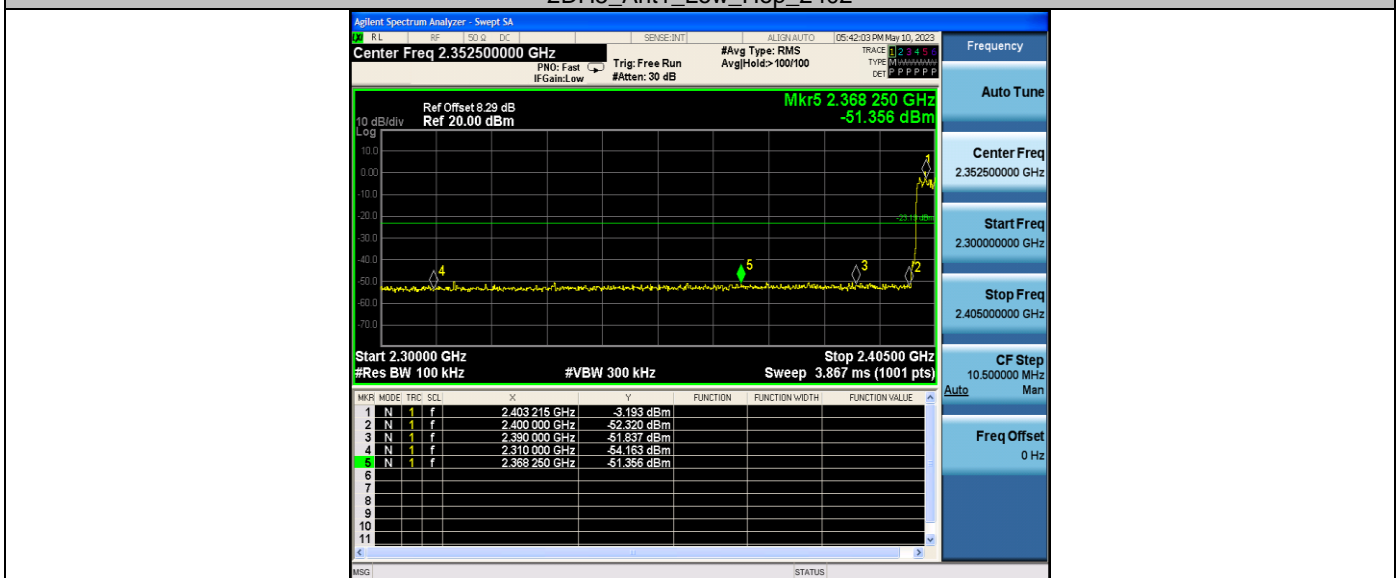 2DH5_Ant1_Low_Hop_2402
Agilent Spectrum Analyzer - Swept SA
RL RF 50 Ω DC SENSE:INT ALIGN AUTO 05:42:03 PM May 10, 2023
Center Freq 2.352500000 GHz
PNO: Fast
IFGain:Low
Trig: Free Run
#Atten: 30 dB
#Avg Type: RMS
Avg|Hold:> 100/100
TRACE 1 2 3 4 5 6
TYPE M
DET P P P P P P
Ref Offset 8.29 dB
10 dB/div Ref 20.00 dBm
Log
Mkr5 2.368 250 GHz
-51.356 dBm
10.0
0.00
-10.0
-20.0
-30.0
-40.0
-50.0
-60.0
-70.0
-23.19 dBm
1
2
3
4
5
Start 2.30000 GHz Stop 2.40500 GHz
#Res BW 100 kHz #VBW 300 kHz Sweep 3.867 ms (1001 pts)
MKR MODE TRC SCL X Y FUNCTION FUNCTION WIDTH FUNCTION VALUE
1 N 1 f 2.403 215 GHz -3.193 dBm
2 N 1 f 2.400 000 GHz -52.320 dBm
3 N 1 f 2.390 000 GHz -51.837 dBm
4 N 1 f 2.310 000 GHz -54.163 dBm
5 N 1 f 2.368 250 GHz -51.356 dBm
6
7
8
9
10
11
MSG STATUS
Frequency
Auto Tune
Center Freq
2.352500000 GHz
Start Freq
2.300000000 GHz
Stop Freq
2.405000000 GHz
CF Step
10.500000 MHz
Auto Man
Freq Offset
0 Hz